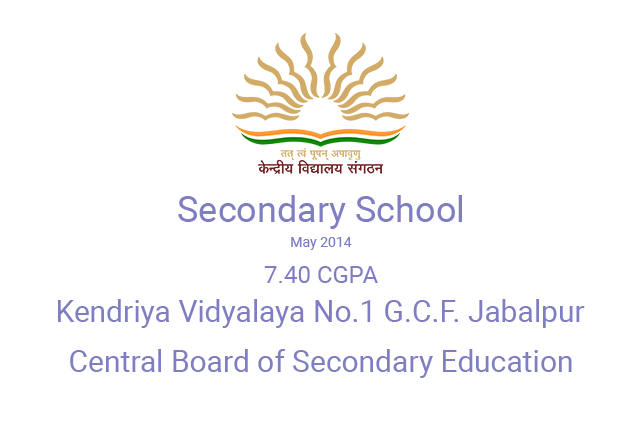 तत् त्वं पूषन् अपावृणु
केन्द्रीय विद्यालय संगठन
Secondary School
May 2014
7.40 CGPA
Kendriya Vidyalaya No.1 G.C.F. Jabalpur
Central Board of Secondary Education